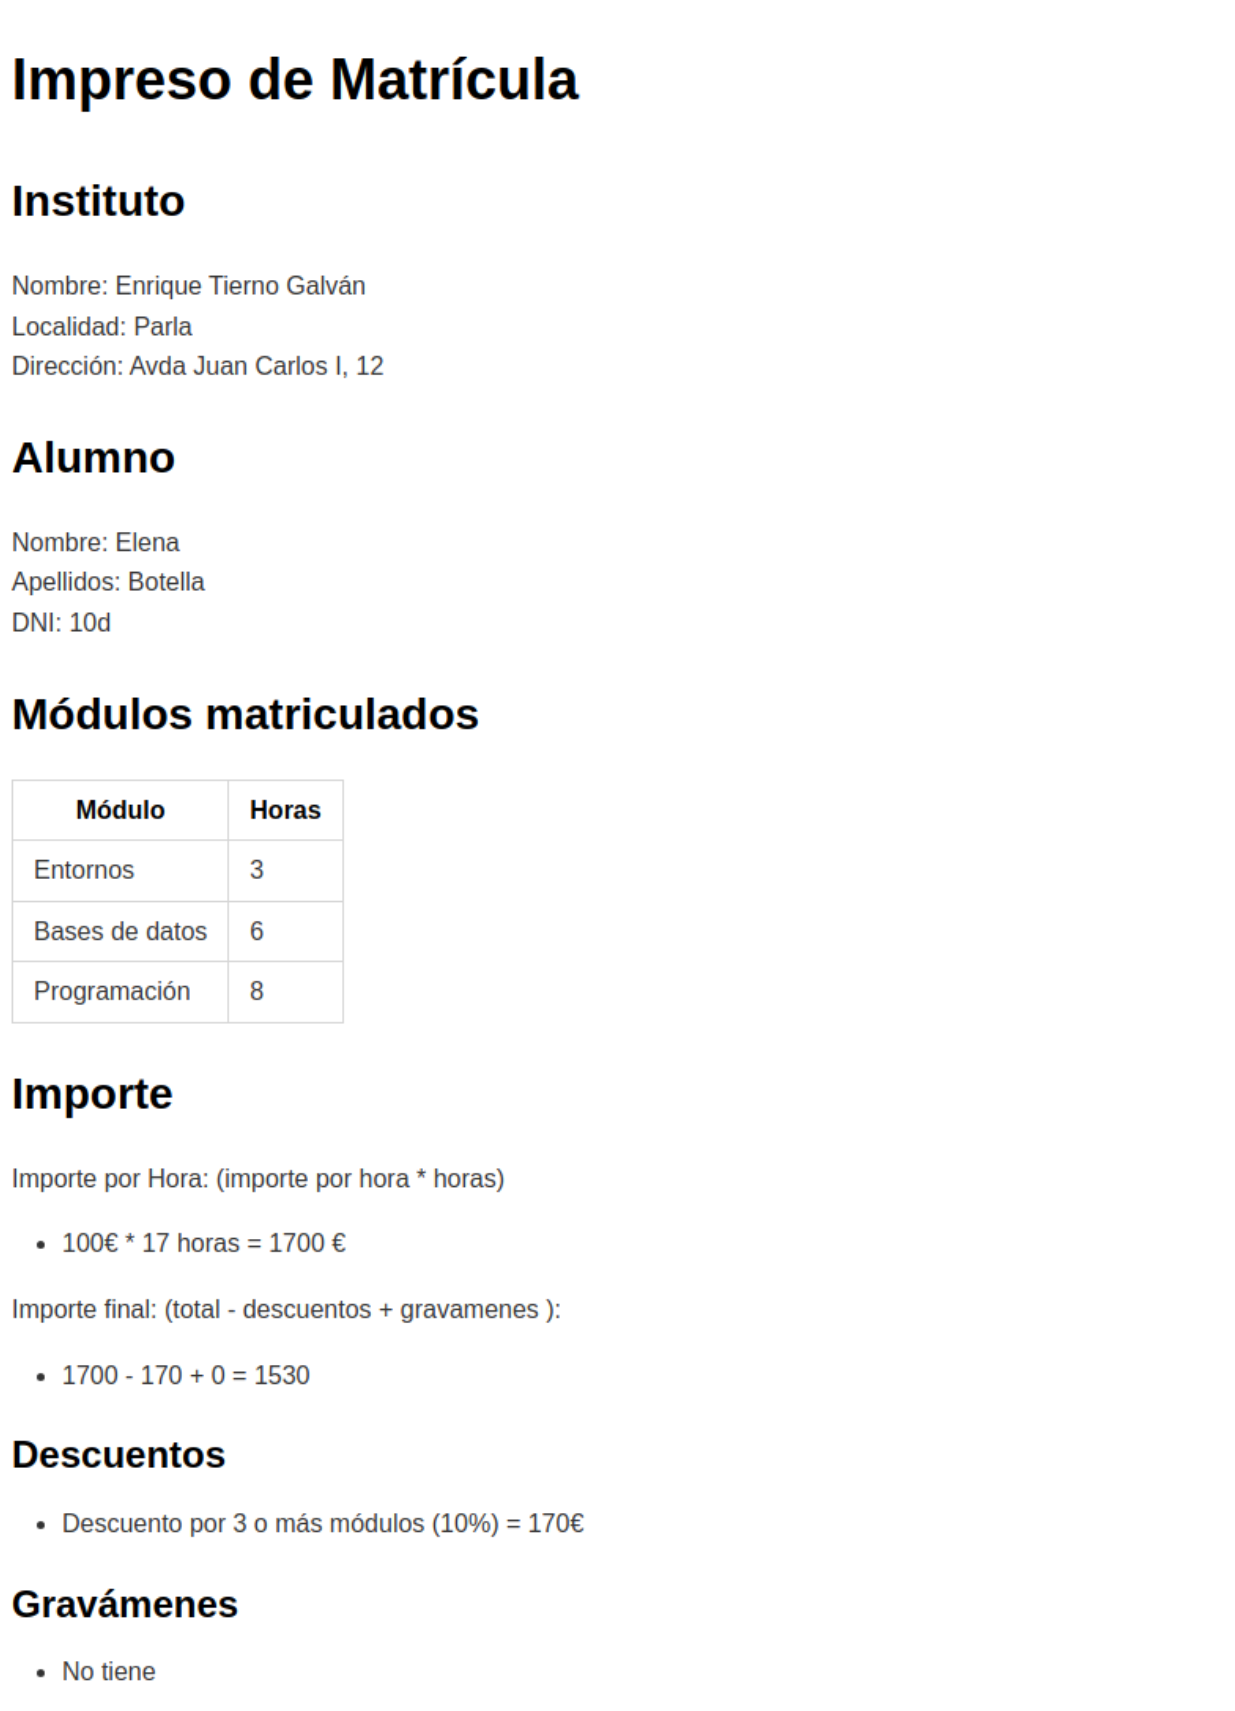 Impreso de Matrícula
Instituto
Nombre: Enrique Tierno Galván
Localidad: Parla
Dirección: Avda Juan Carlos I, 12
Alumno
Nombre: Elena
Apellidos: Botella
DNI: 10d
Módulos matriculados
Módulo Horas
Entornos 3
Bases de datos 6
Programación 8
Importe
Importe por Hora: (importe por hora * horas)
• 100€ * 17 horas = 1700 €
Importe final: (total - descuentos + gravamenes ):
• 1700 - 170 + 0 = 1530
Descuentos
• Descuento por 3 o más módulos (10%) = 170€
Gravámenes
• No tiene